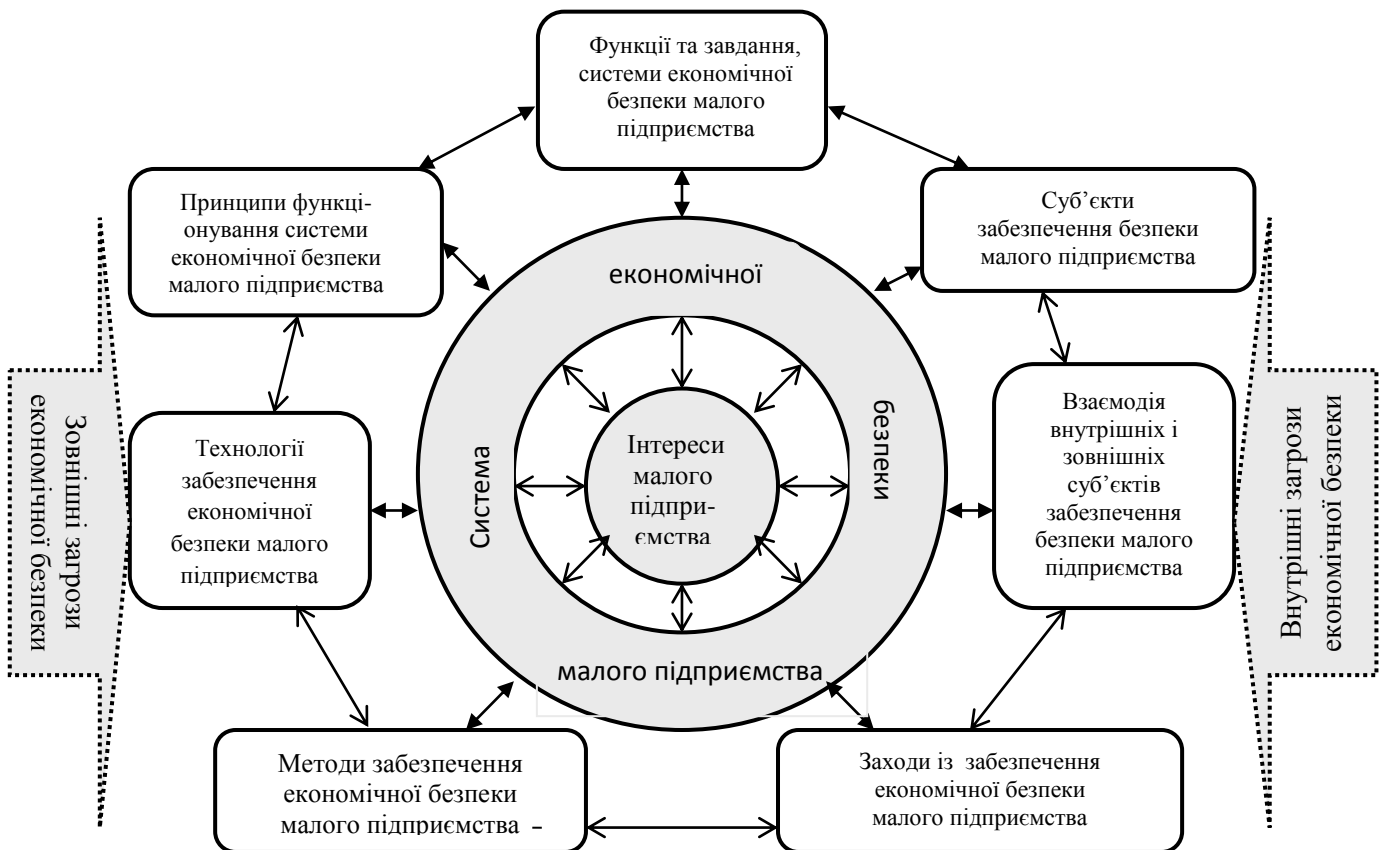 Функції та завдання,
системи економічної
безпеки малого
підприємства
Принципи функці-
онування системи
економічної безпеки
малого підприємства
Суб’єкти
забезпечення безпеки
малого підприємства
економічної
безпеки
Система
малого підприємства
Інтереси
малого
підпри-
ємства
Зовнішні загрози
економічної безпеки
Технології
забезпечення
економічної
безпеки малого
підприємства
Взаємодія
внутрішніх і
зовнішніх
суб’єктів
забезпечення
безпеки малого
підприємства
Внутрішні загрози
економічної безпеки
Методи забезпечення
економічної безпеки
малого підприємства -
Заходи із забезпечення
економічної безпеки
малого підприємства